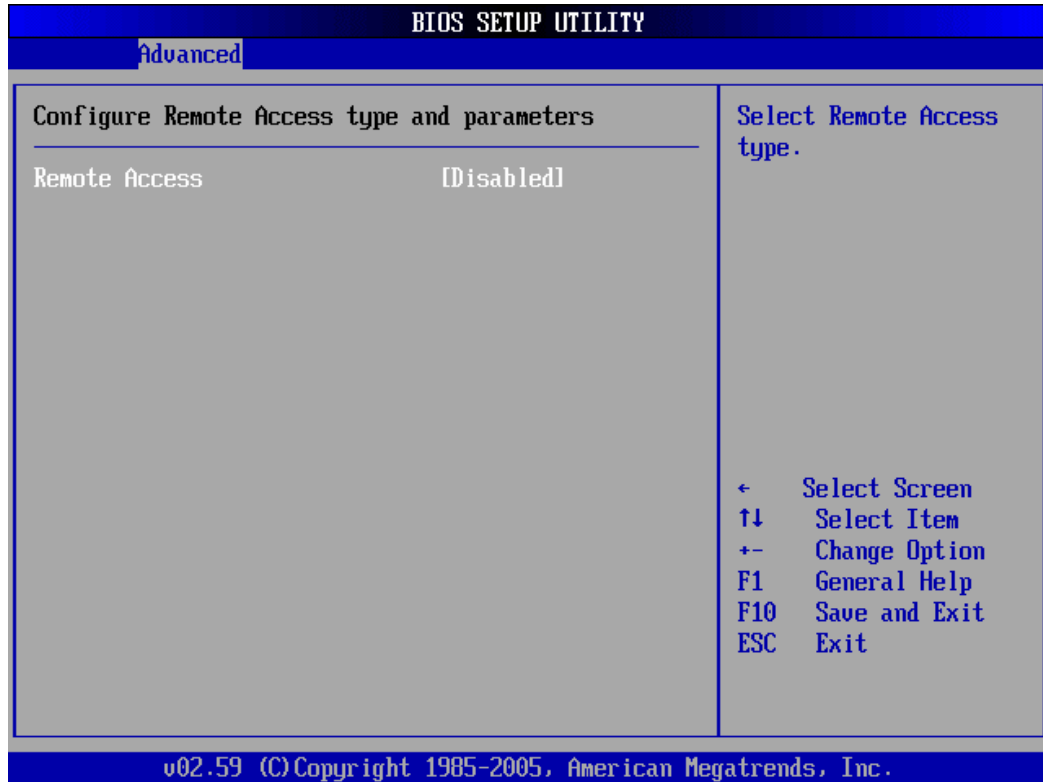 BIOS SETUP UTILITY
Advanced
Configure Remote Access type and parameters
Remote Access [Disabled]
Select Remote Access
type.
← Select Screen
↑↓ Select Item
+- Change Option
F1 General Help
F10 Save and Exit
ESC Exit
v02.59 (C)Copyright 1985-2005, American Megatrends, Inc.